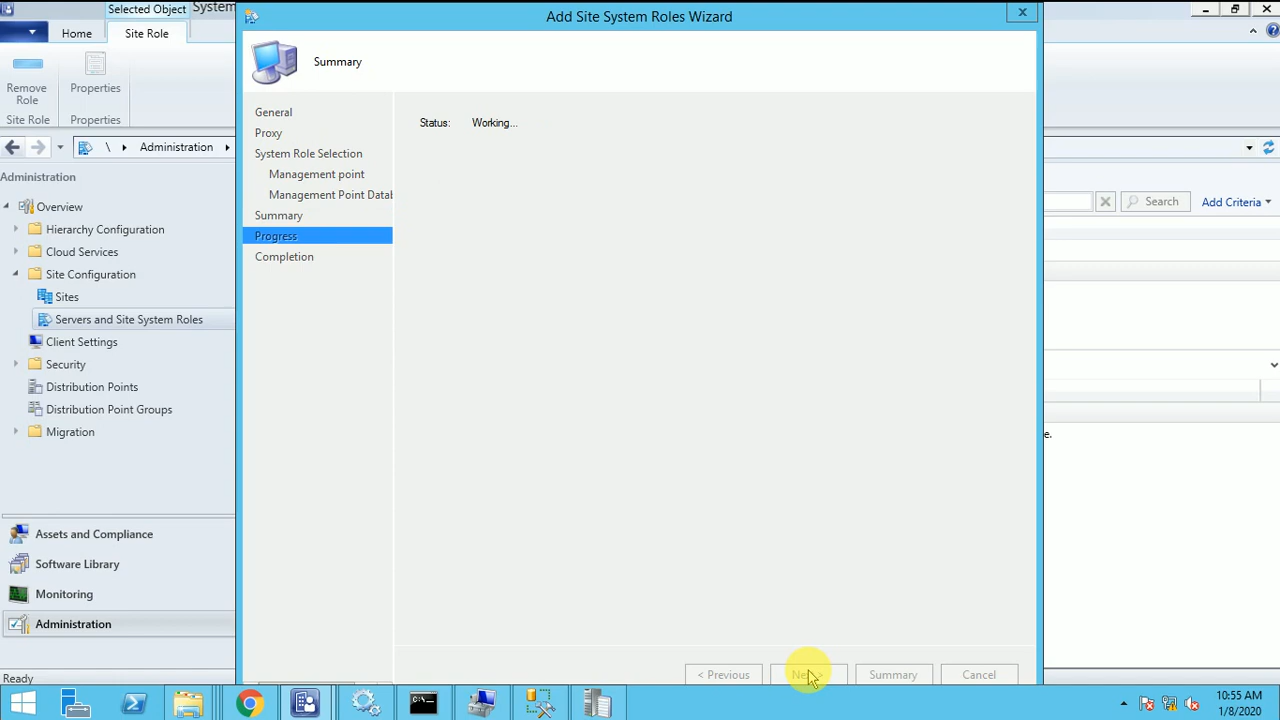 Selected Object
System
Add Site System Roles Wizard
x
Home
Site Role
Remove
Role
Properties
Site Role
Properties
\ Administration
Administration
Overview
Hierarchy Configuration
Cloud Services
Site Configuration
Sites
Servers and Site System Roles
Client Settings
Security
Distribution Points
Distribution Point Groups
Migration
Assets and Compliance
Software Library
Monitoring
Administration
Ready
Summary
General
Proxy
System Role Selection
Management point
Management Point Datab
Summary
Progress
Completion
Status: Working...
< Previous
Summary
Cancel
Search
Add Criteria
e.
10:55 AM
1/8/2020